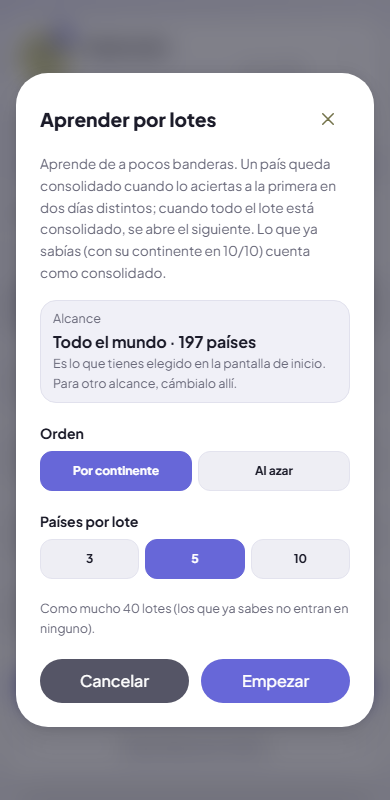 Aprender por lotes
Aprende de a pocos banderas. Un país queda
consolidado cuando lo aciertas a la primera en
dos días distintos; cuando todo el lote está
consolidado, se abre el siguiente. Lo que ya
sabías (con su continente en 10/10) cuenta
como consolidado.
Alcance
Todo el mundo · 197 países
Es lo que tienes elegido en la pantalla de inicio.
Para otro alcance, cámbialo allí.
Orden
Por continente
Al azar
Países por lote
3
5
10
Como mucho 40 lotes (los que ya sabes no entran en
ninguno).
Cancelar
Empezar